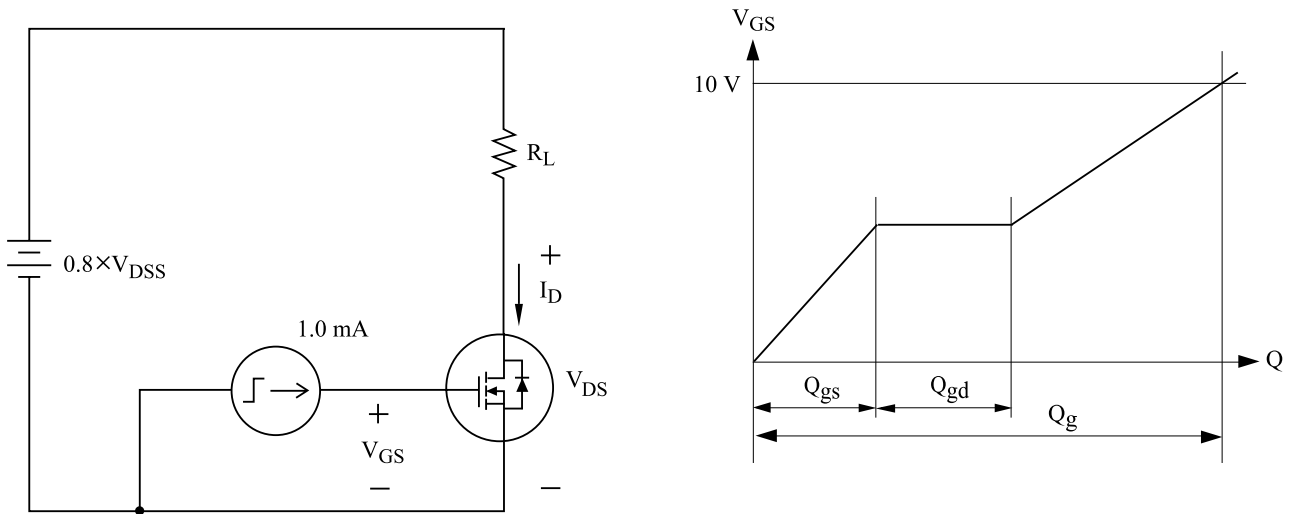 R_L
0.8×V_DSS
+
I_D
1.0 mA
V_DS
+
V_GS
−
−
V_GS
10 V
Q
Q_gs
Q_gd
Q_g